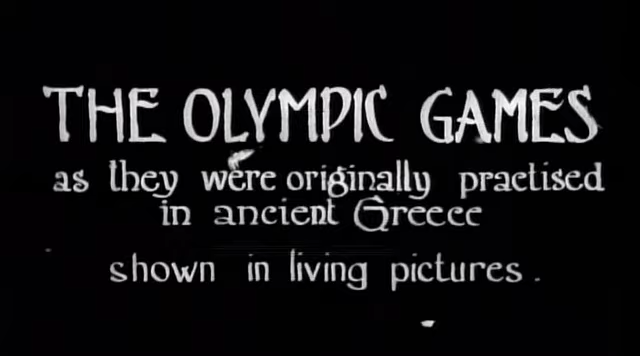 THE OLYMPIC GAMES
as they were originally practised
in ancient Greece
shown in living pictures.